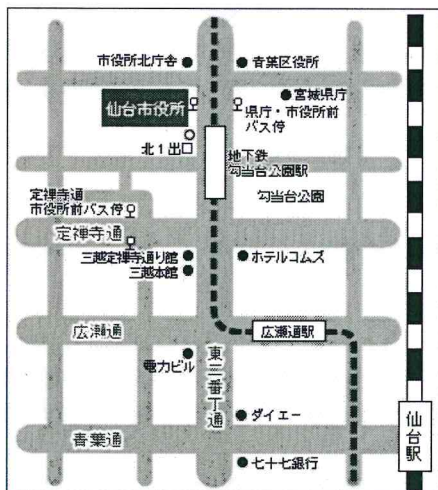 市役所北庁舎
青葉区役所
宮城県庁
仙台市役所
県庁・市役所前
バス停
北1出口
地下鉄
勾当台公園駅
定禅寺通
市役所前バス停
勾当台公園
定禅寺通
三越定禅寺通り館
ホテルコムズ
三越本館
広瀬通
広瀬通駅
電力ビル
東二番丁通
ダイエー
仙台駅
青葉通
七十七銀行